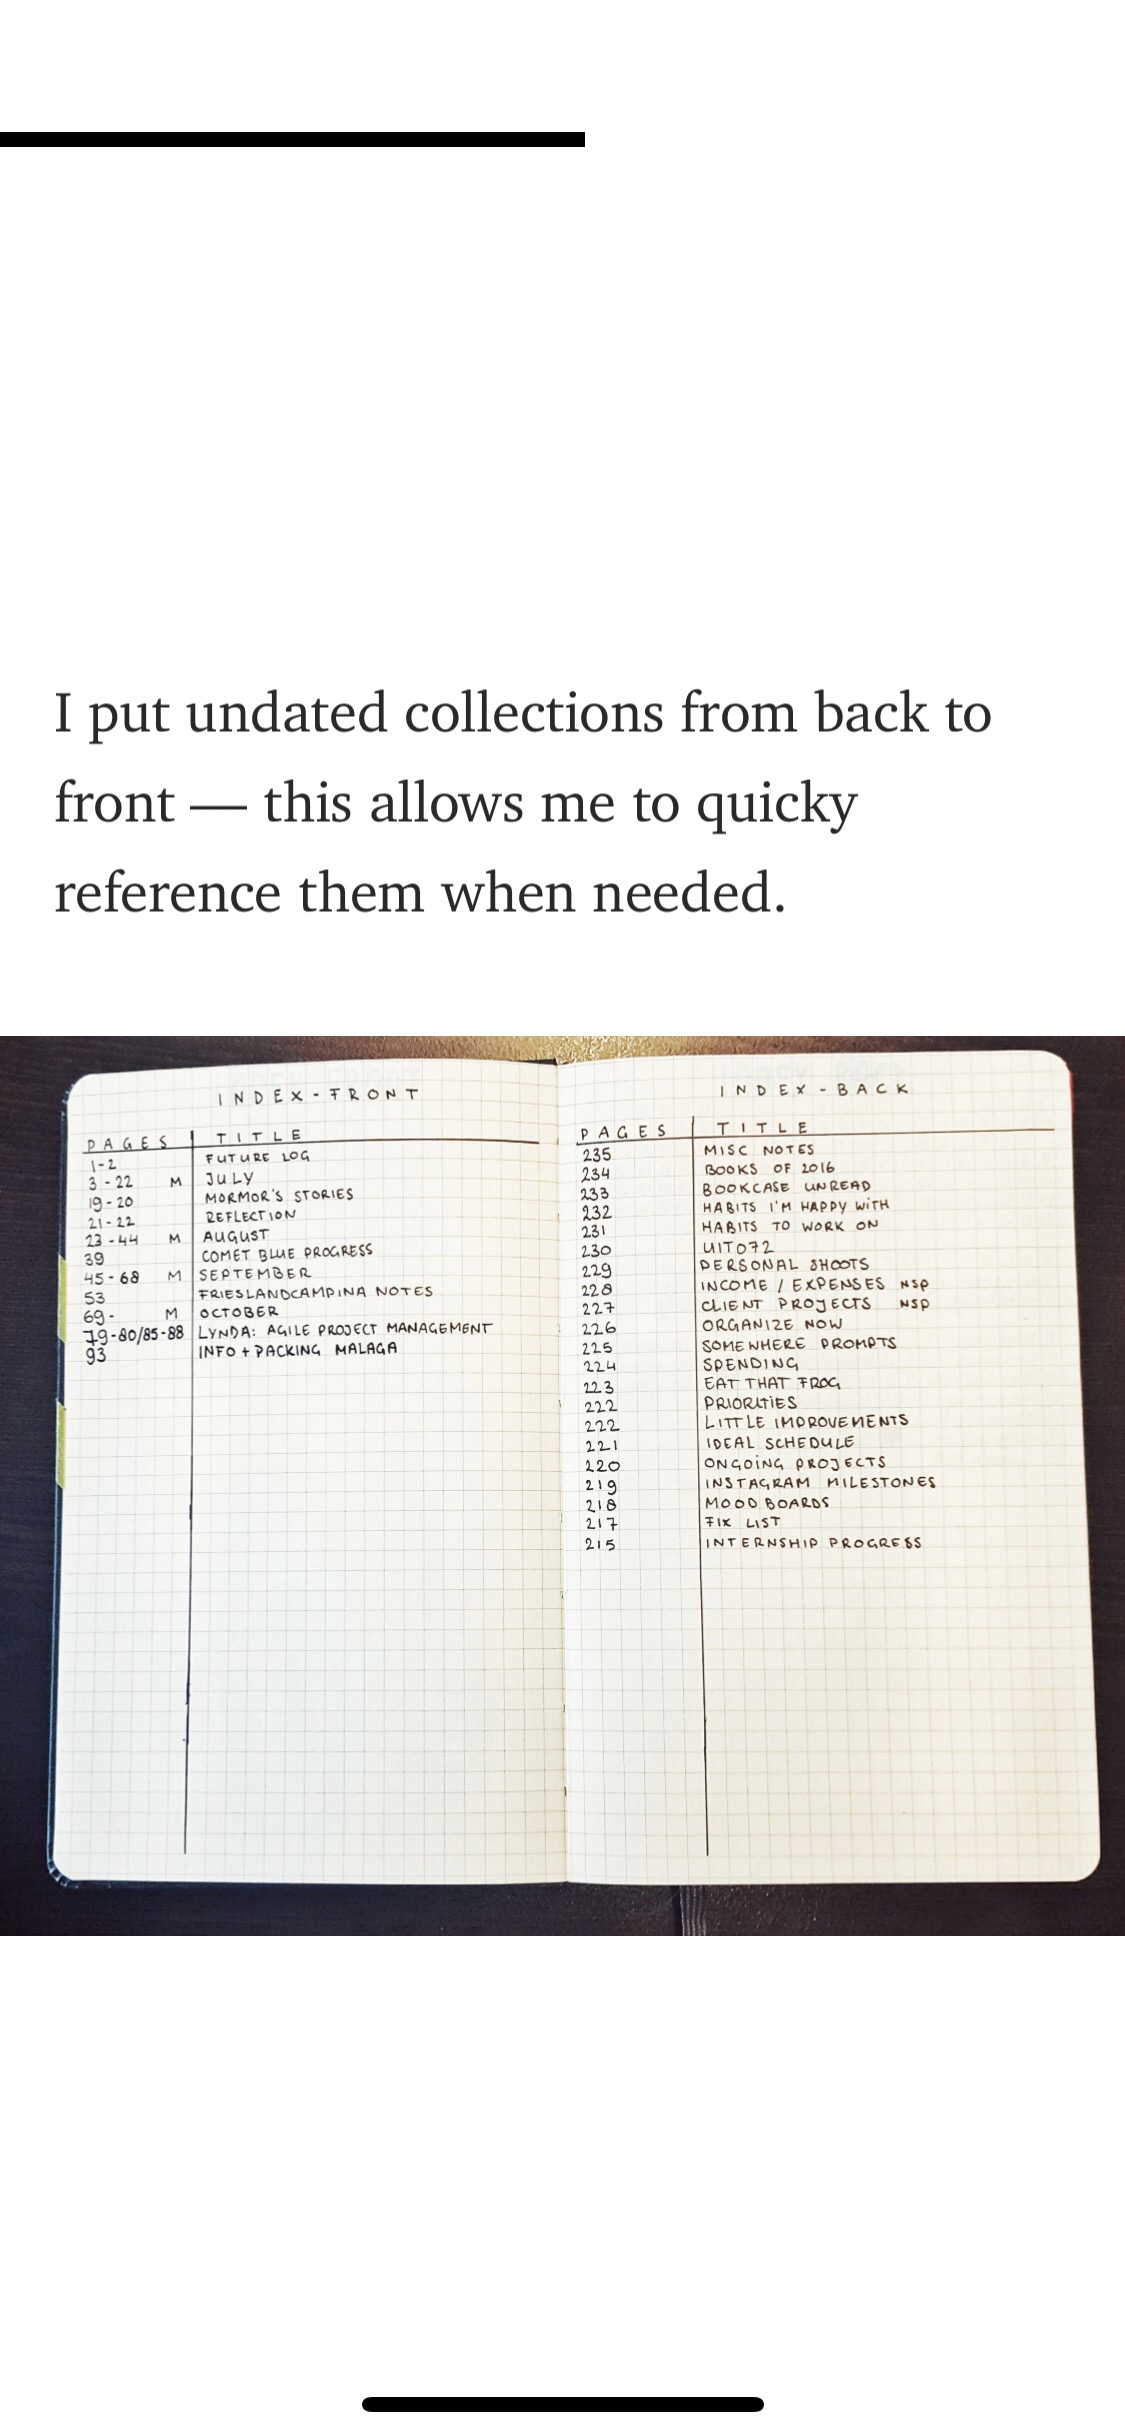 I put undated collections from back to
front — this allows me to quicky
reference them when needed.
INDEX-FRONT
PAGES TITLE
1-2 FUTURE LOG
3-22 M JULY
19-20 MORMOR'S STORIES
21-22 REFLECTION
23-44 M AUGUST
39 COMET BLUE PROGRESS
45-68 M SEPTEMBER
53 FRIESLANDCAMPINA NOTES
69- M OCTOBER
79-80/85-88 LYNDA: AGILE PROJECT MANAGEMENT
93 INFO + PACKING MALAGA
INDEX-BACK
PAGES TITLE
235 MISC NOTES
234 BOOKS OF 2016
233 BOOKCASE UNREAD
232 HABITS I'M HAPPY WITH
231 HABITS TO WORK ON
230 UIT072
229 PERSONAL SHOOTS
228 INCOME / EXPENSES NSP
227 CLIENT PROJECTS NSP
226 ORGANIZE NOW
225 SOMEWHERE PROMPTS
224 SPENDING
223 EAT THAT FROG
222 PRIORITIES
222 LITTLE IMPROVEMENTS
221 IDEAL SCHEDULE
220 ONGOING PROJECTS
219 INSTAGRAM MILESTONES
218 MOOD BOARDS
217 FIX LIST
215 INTERNSHIP PROGRESS